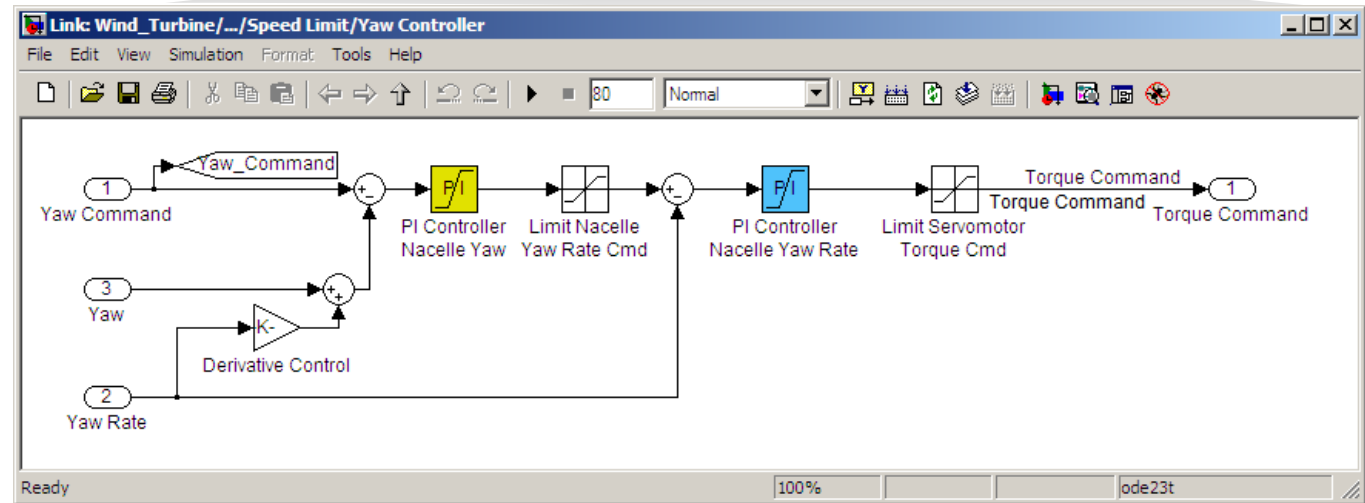 Link: Wind_Turbine/.../Speed Limit/Yaw Controller
File Edit View Simulation Format Tools Help
80 Normal
Yaw_Command
1
Yaw Command
PI Controller
Nacelle Yaw
Limit Nacelle
Yaw Rate Cmd
PI Controller
Nacelle Yaw Rate
Limit Servomotor
Torque Cmd
Torque Command
Torque Command
1
Torque Command
P/I
P/I
3
Yaw
K-
Derivative Control
2
Yaw Rate
Ready 100% ode23t